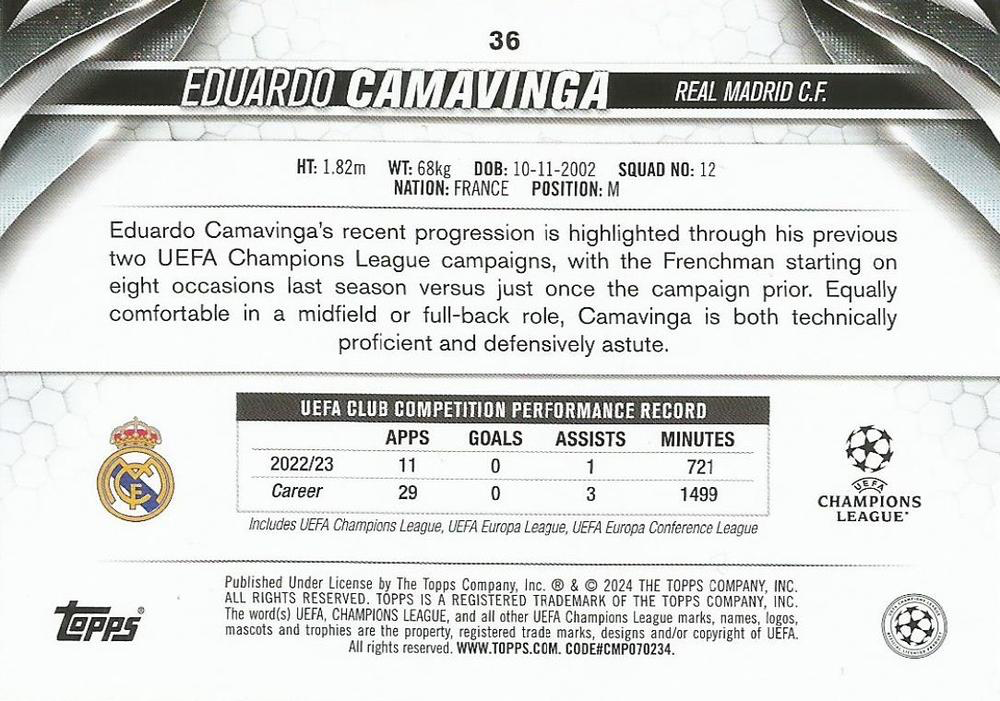 36
EDUARDO CAMAVINGA
REAL MADRID C.F.
HT: 1.82m WT: 68kg DOB: 10-11-2002 SQUAD NO: 12
NATION: FRANCE POSITION: M
Eduardo Camavinga's recent progression is highlighted through his previous
two UEFA Champions League campaigns, with the Frenchman starting on
eight occasions last season versus just once the campaign prior. Equally
comfortable in a midfield or full-back role, Camavinga is both technically
proficient and defensively astute.
UEFA CLUB COMPETITION PERFORMANCE RECORD
APPS GOALS ASSISTS MINUTES
2022/23 11 0 1 721
Career 29 0 3 1499
Includes UEFA Champions League, UEFA Europa League, UEFA Europa Conference League
UEFA
CHAMPIONS
LEAGUE
Published Under License by The Topps Company, Inc. ® & © 2024 THE TOPPS COMPANY, INC.
ALL RIGHTS RESERVED. TOPPS IS A REGISTERED TRADEMARK OF THE TOPPS COMPANY, INC.
The word(s) UEFA, CHAMPIONS LEAGUE, and all other UEFA Champions League marks, names, logos,
mascots and trophies are the property, registered trade marks, designs and/or copyright of UEFA.
All rights reserved. WWW.TOPPS.COM. CODE#CMP070234.
Topps®